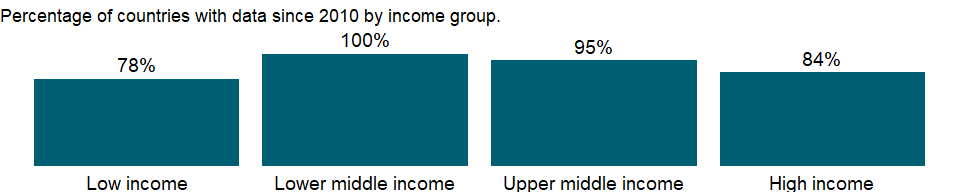 Percentage of countries with data since 2010 by income group.
78%
100%
95%
84%
Low income
Lower middle income
Upper middle income
High income